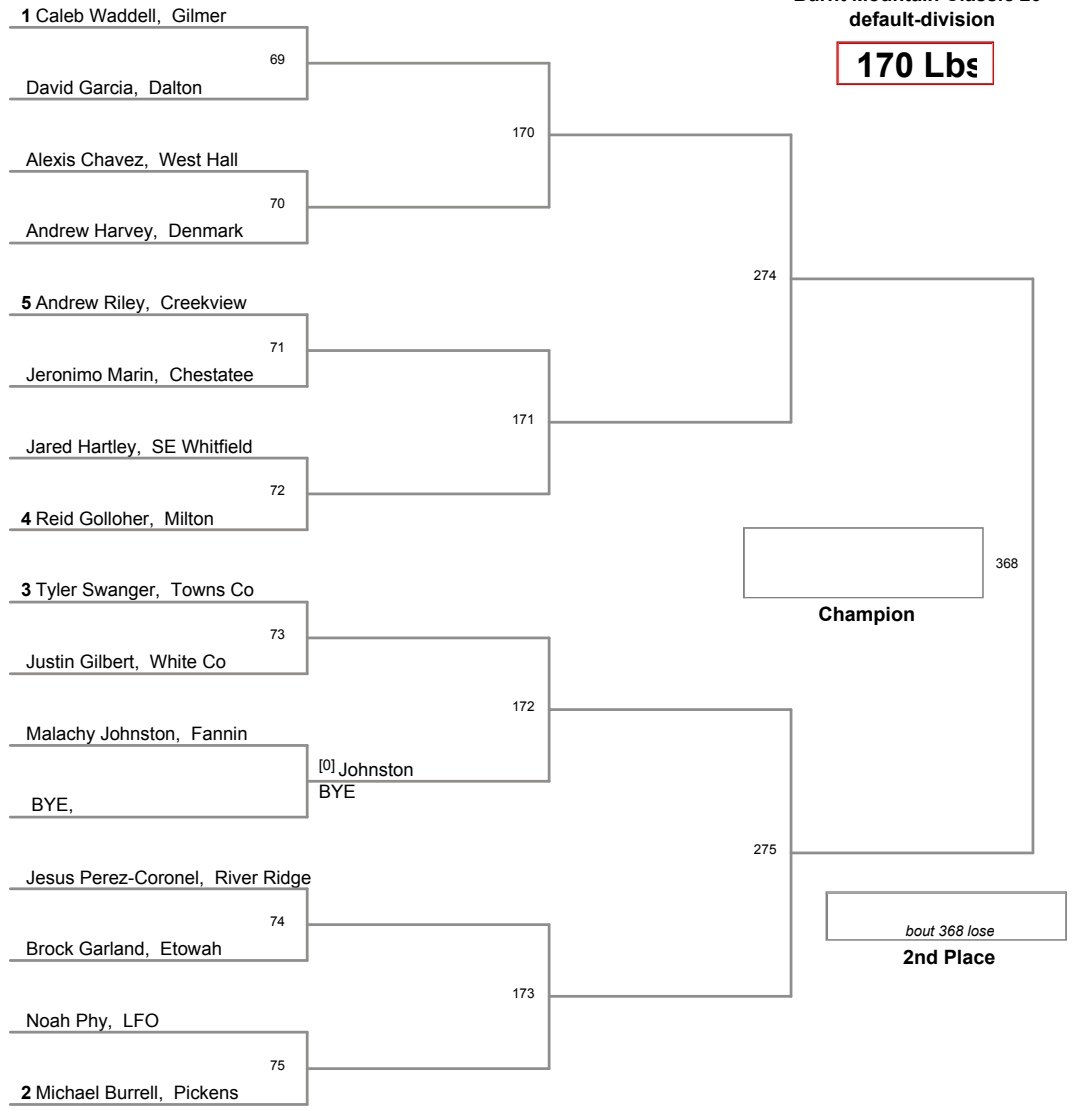 default-division
170 Lbs
1 Caleb Waddell, Gilmer
69
David Garcia, Dalton
170
Alexis Chavez, West Hall
70
Andrew Harvey, Denmark
274
5 Andrew Riley, Creekview
71
Jeronimo Marin, Chestatee
171
Jared Hartley, SE Whitfield
72
4 Reid Golloher, Milton
368
Champion
3 Tyler Swanger, Towns Co
73
Justin Gilbert, White Co
172
Malachy Johnston, Fannin
[0] Johnston
BYE
BYE,
275
Jesus Perez-Coronel, River Ridge
74
Brock Garland, Etowah
bout 368 lose
2nd Place
173
Noah Phy, LFO
75
2 Michael Burrell, Pickens